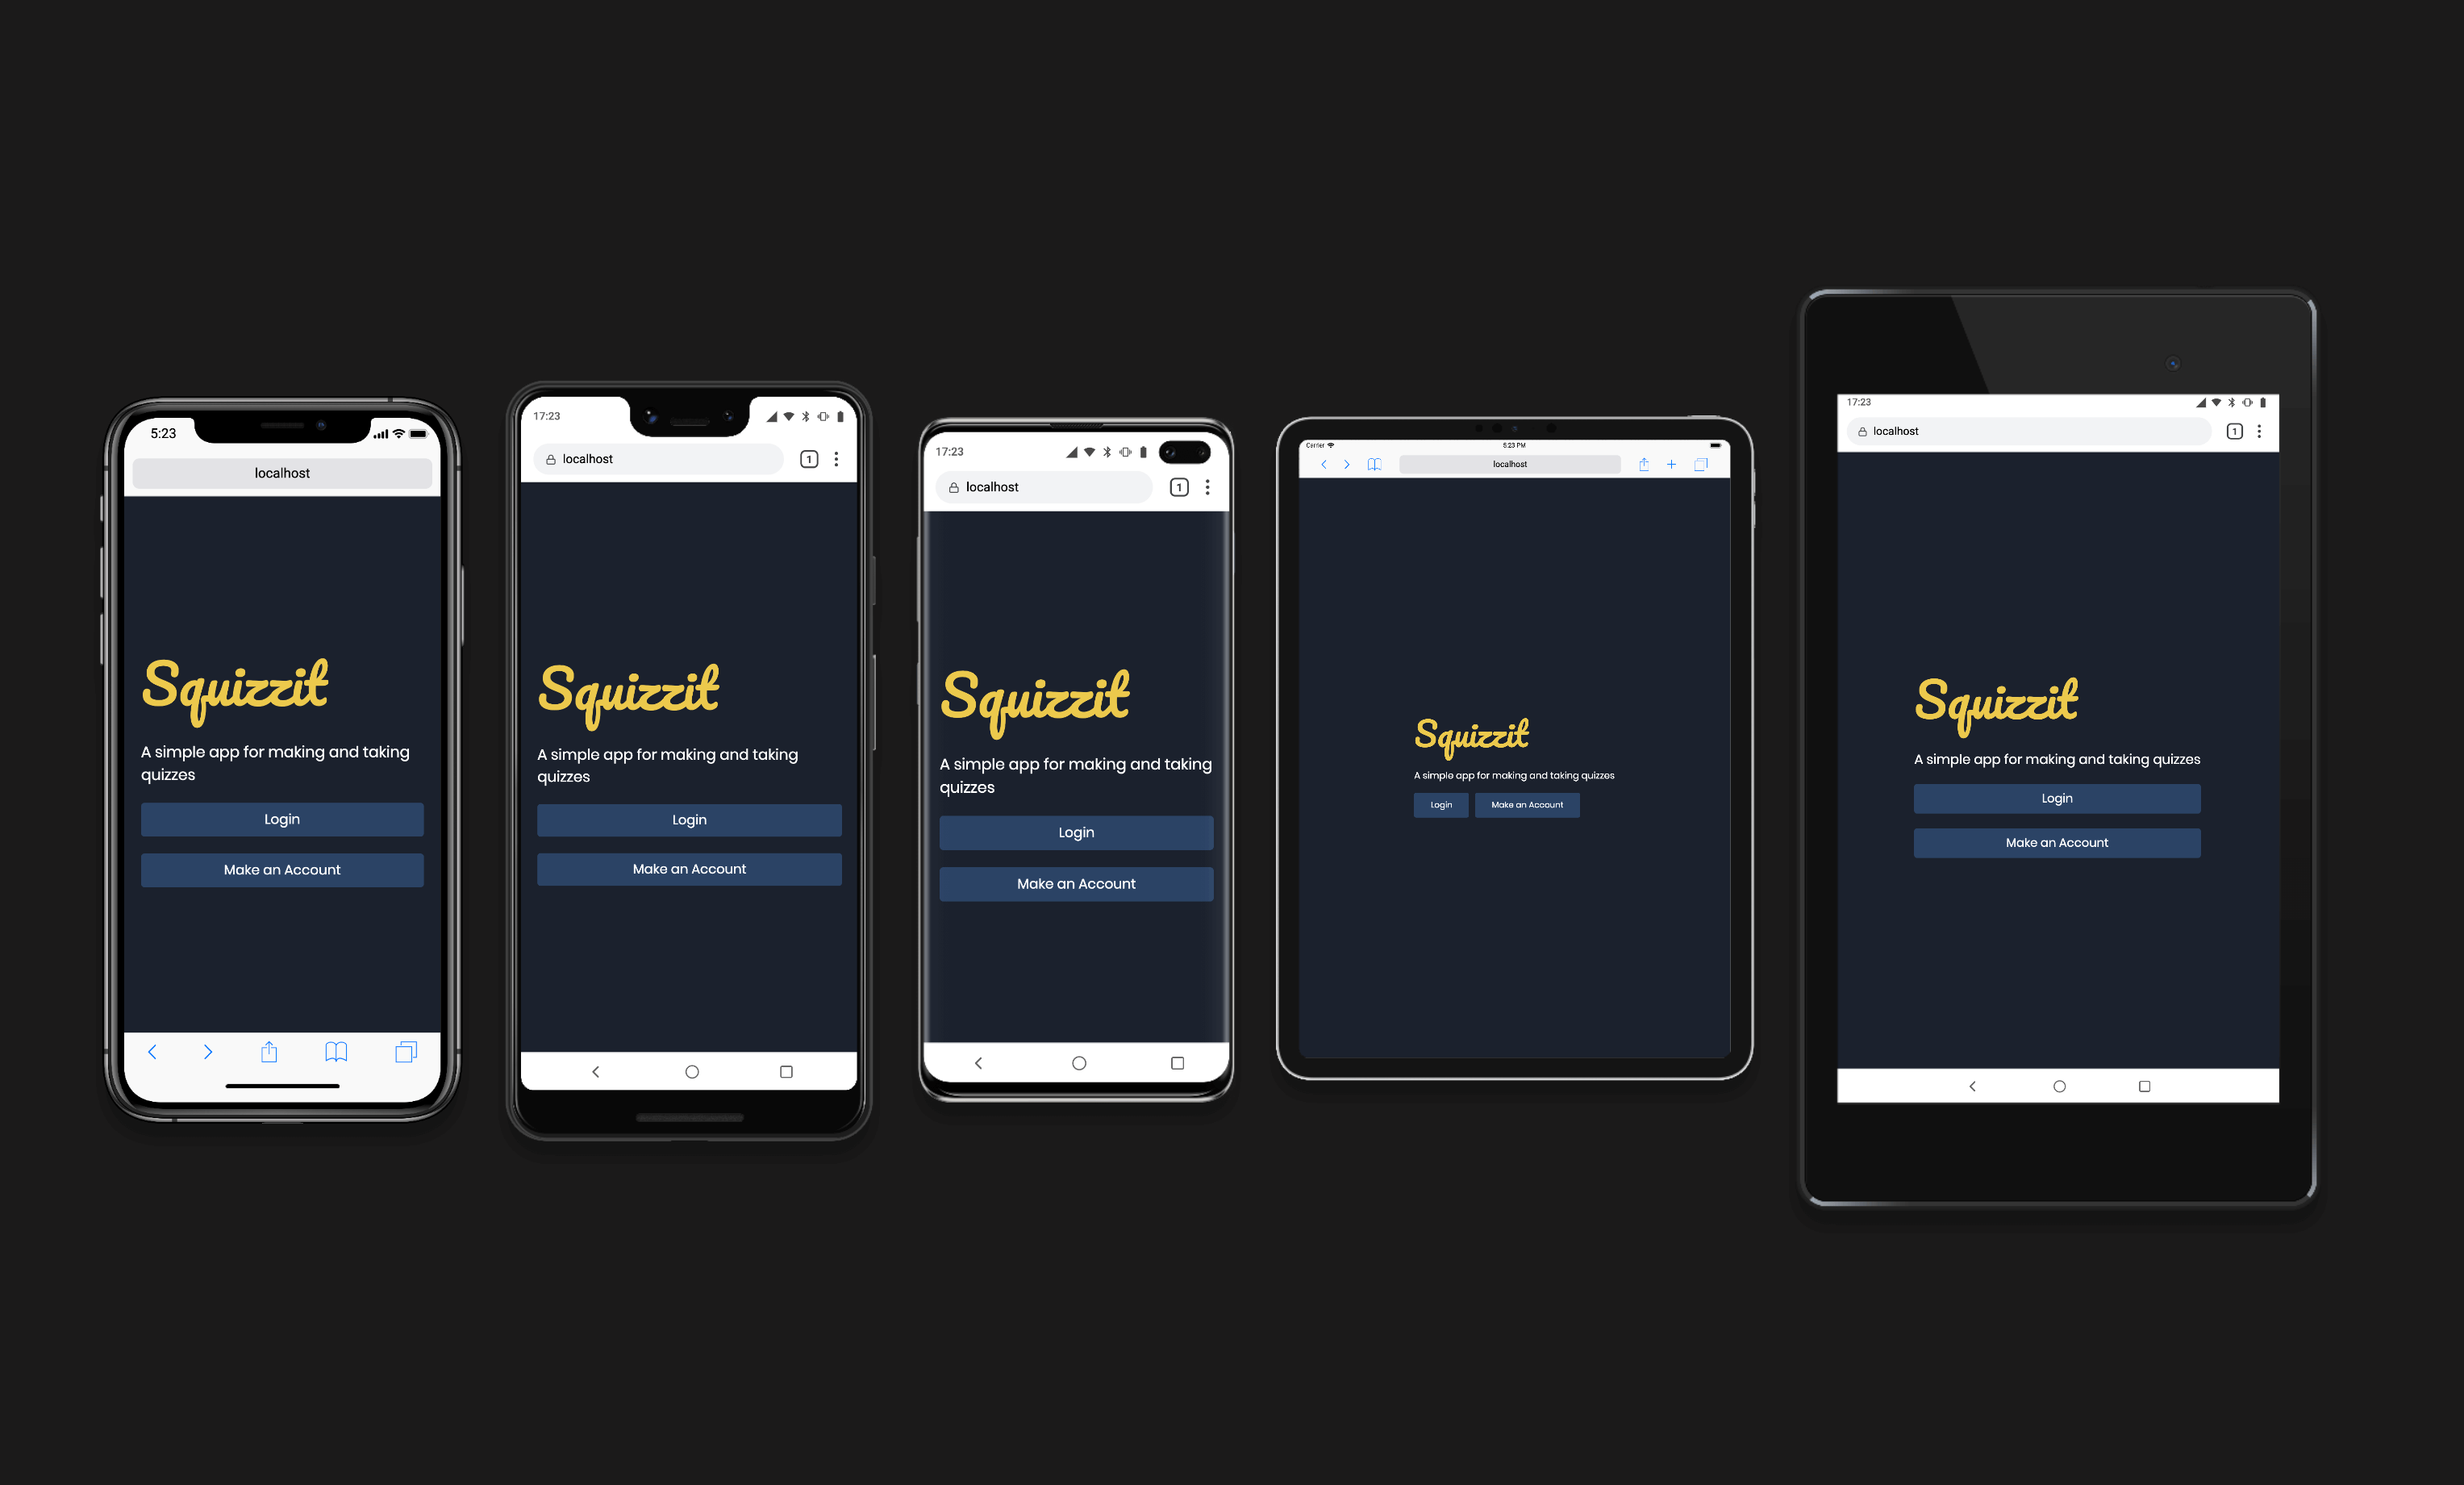 5:23
localhost
Squizzit
A simple app for making and taking
quizzes
Login
Make an Account
17:23
localhost
1
Squizzit
A simple app for making and taking
quizzes
Login
Make an Account
17:23
localhost
1
Squizzit
A simple app for making and taking
quizzes
Login
Make an Account
Carrier
5:23 PM
localhost
Squizzit
A simple app for making and taking quizzes
Login
Make an Account
17:23
localhost
1
Squizzit
A simple app for making and taking quizzes
Login
Make an Account